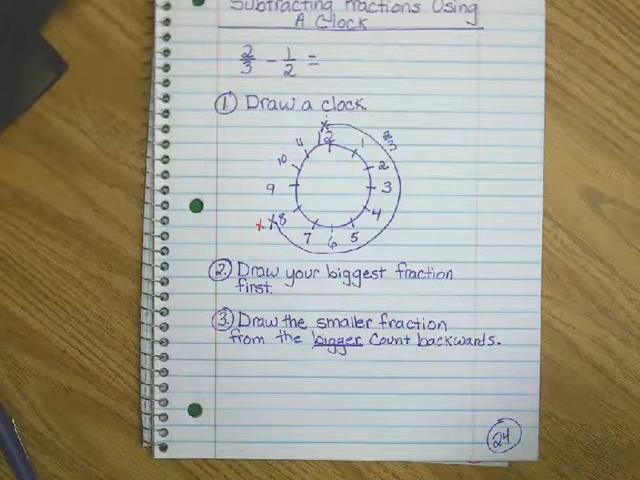 Subtracting Fractions Using
A Clock
2/3 - 1/2 =
① Draw a clock
x
12
11
1
2/3
10
2
9
3
x x 8
4
7
6
5
② Draw your biggest fraction
first.
③ Draw the smaller fraction
from the bigger Count backwards.
24